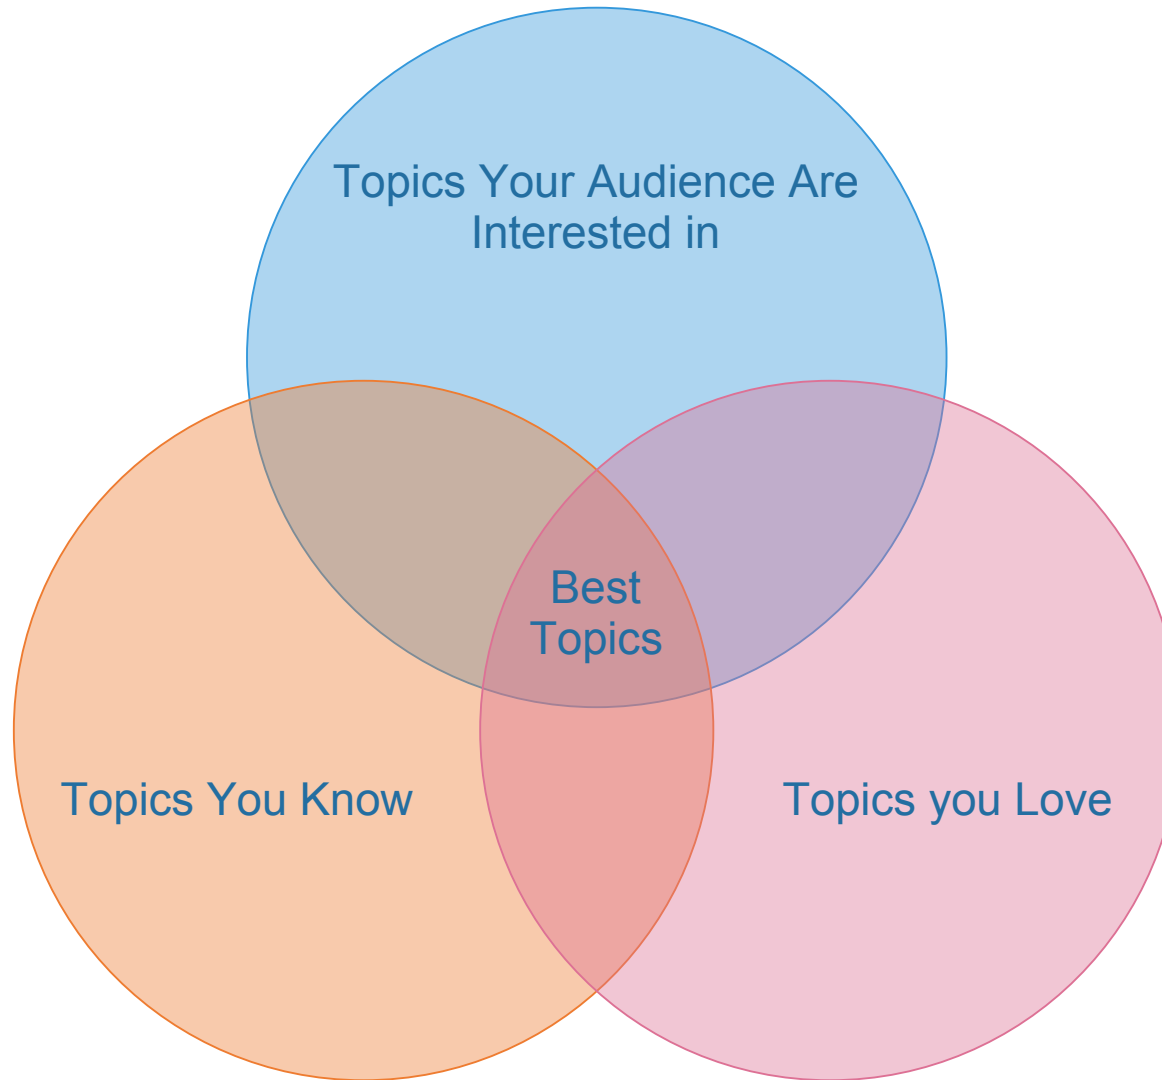 Topics Your Audience Are
Interested in
Best
Topics
Topics You Know
Topics you Love